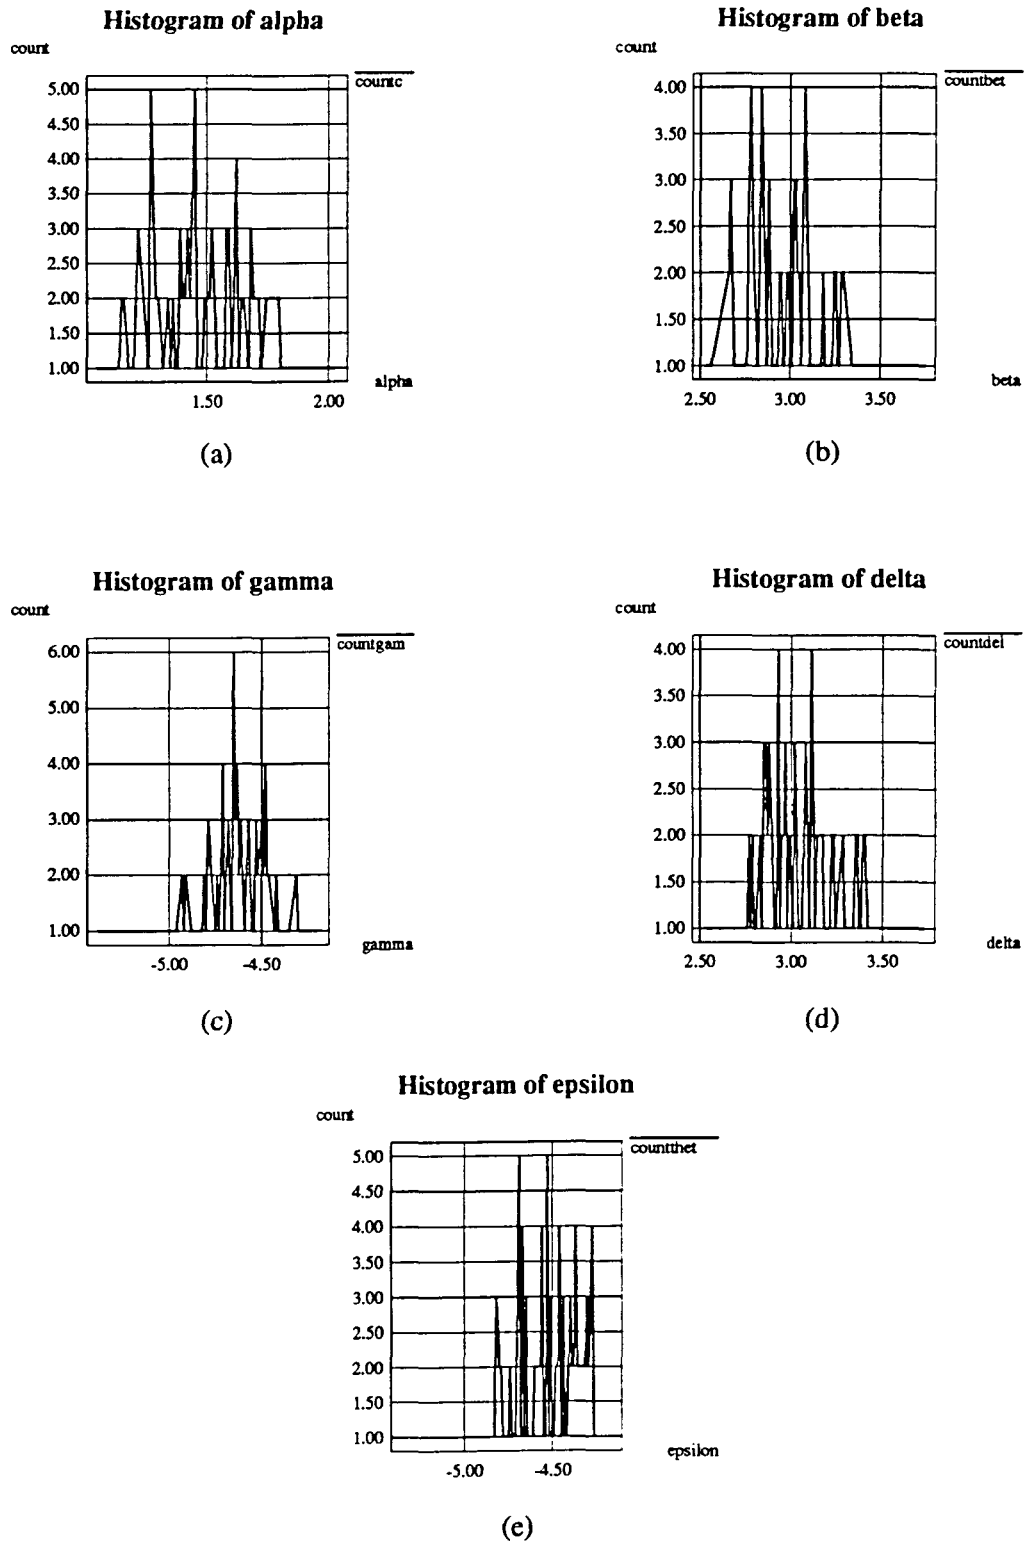 Histogram of alpha
count
countc
5.00
4.50
4.00
3.50
3.00
2.50
2.00
1.50
1.00
alpha
1.50 2.00
(a)
Histogram of beta
count
countbet
4.00
3.50
3.00
2.50
2.00
1.50
1.00
beta
2.50 3.00 3.50
(b)
Histogram of gamma
count
countgam
6.00
5.00
4.00
3.00
2.00
1.00
gamma
-5.00 -4.50
(c)
Histogram of delta
count
countdel
4.00
3.50
3.00
2.50
2.00
1.50
1.00
delta
2.50 3.00 3.50
(d)
Histogram of epsilon
count
countthet
5.00
4.50
4.00
3.50
3.00
2.50
2.00
1.50
1.00
epsilon
-5.00 -4.50
(e)